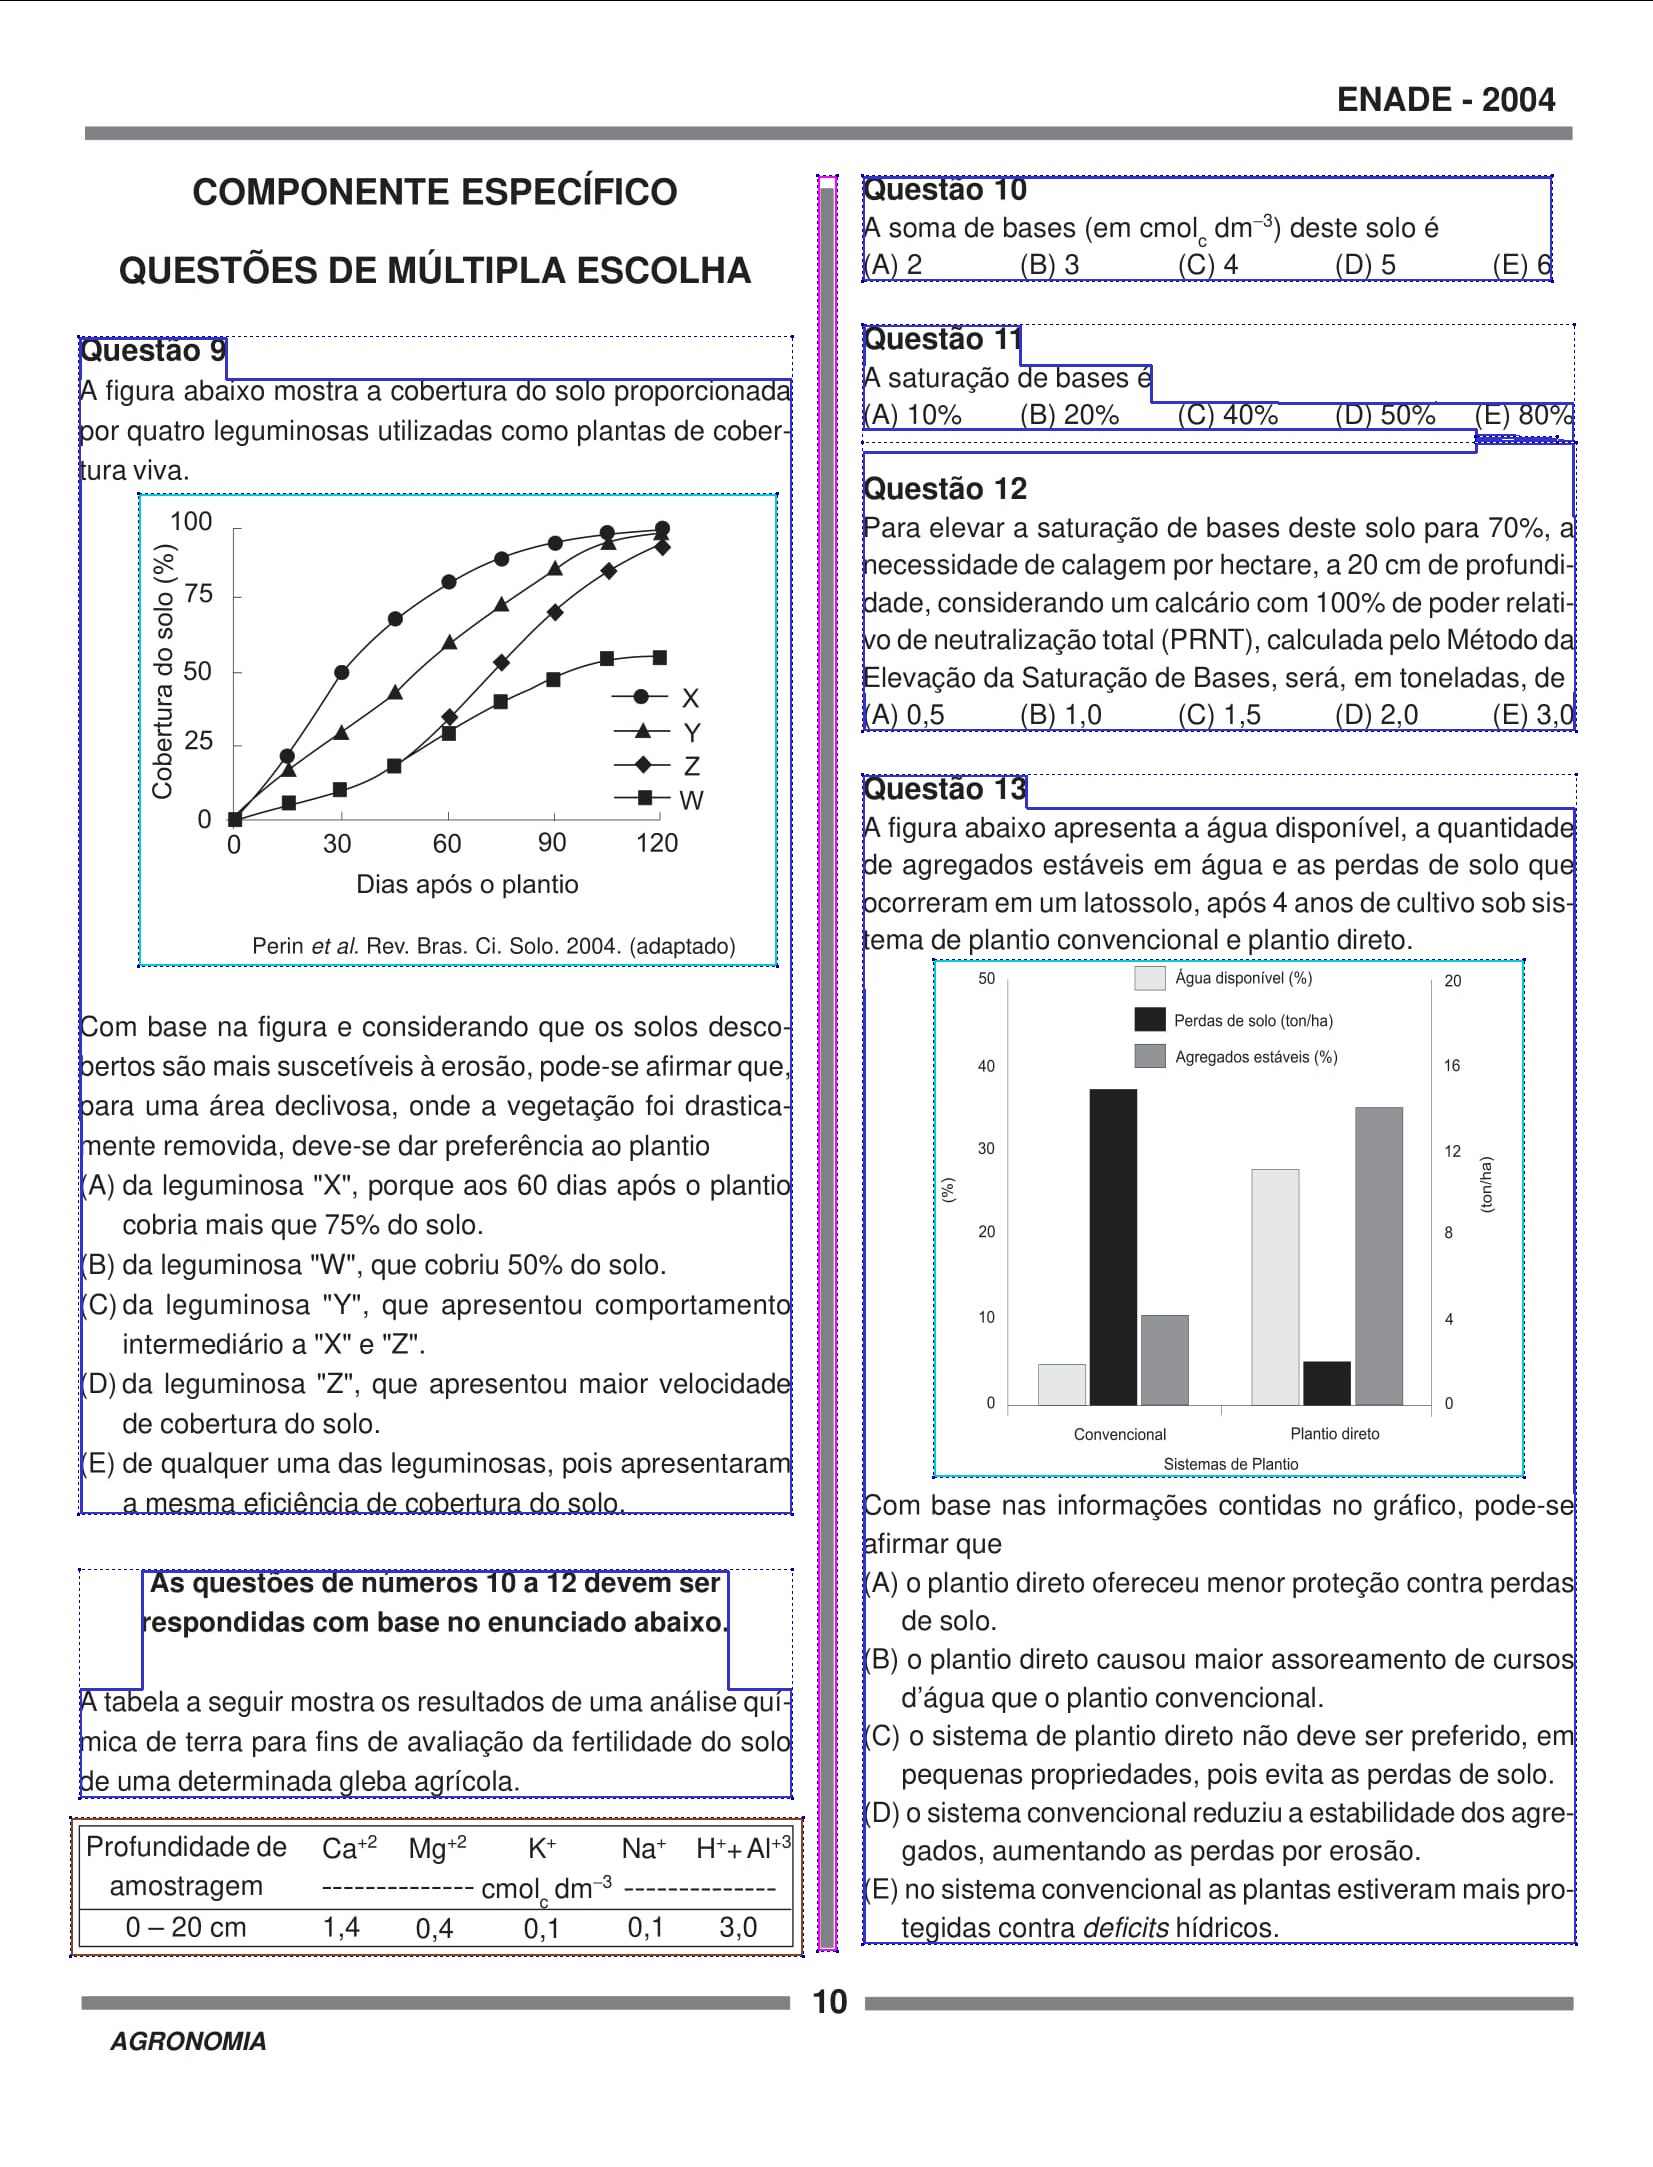 ENADE - 2004
COMPONENTE ESPECÍFICO
QUESTÕES DE MÚLTIPLA ESCOLHA
Questão 9
A figura abaixo mostra a cobertura do solo proporcionada
por quatro leguminosas utilizadas como plantas de cober-
tura viva.
100
75
50
25
0
Cobertura do solo (%)
X
Y
Z
W
0 30 60 90 120
Dias após o plantio
Perin et al. Rev. Bras. Ci. Solo. 2004. (adaptado)
Com base na figura e considerando que os solos desco-
bertos são mais suscetíveis à erosão, pode-se afirmar que,
para uma área declivosa, onde a vegetação foi drastica-
mente removida, deve-se dar preferência ao plantio
(A) da leguminosa "X", porque aos 60 dias após o plantio
cobria mais que 75% do solo.
(B) da leguminosa "W", que cobriu 50% do solo.
(C) da leguminosa "Y", que apresentou comportamento
intermediário a "X" e "Z".
(D) da leguminosa "Z", que apresentou maior velocidade
de cobertura do solo.
(E) de qualquer uma das leguminosas, pois apresentaram
a mesma eficiência de cobertura do solo.
As questões de números 10 a 12 devem ser
respondidas com base no enunciado abaixo.
A tabela a seguir mostra os resultados de uma análise quí-
mica de terra para fins de avaliação da fertilidade do solo
de uma determinada gleba agrícola.
Profundidade de Ca+2 Mg+2 K+ Na+ H++ Al+3
amostragem -------------- cmolc dm–3 --------------
0 – 20 cm 1,4 0,4 0,1 0,1 3,0
Questão 10
A soma de bases (em cmolc dm–3) deste solo é
(A) 2 (B) 3 (C) 4 (D) 5 (E) 6
Questão 11
A saturação de bases é
(A) 10% (B) 20% (C) 40% (D) 50% (E) 80%
Questão 12
Para elevar a saturação de bases deste solo para 70%, a
necessidade de calagem por hectare, a 20 cm de profundi-
dade, considerando um calcário com 100% de poder relati-
vo de neutralização total (PRNT), calculada pelo Método da
Elevação da Saturação de Bases, será, em toneladas, de
(A) 0,5 (B) 1,0 (C) 1,5 (D) 2,0 (E) 3,0
Questão 13
A figura abaixo apresenta a água disponível, a quantidade
de agregados estáveis em água e as perdas de solo que
ocorreram em um latossolo, após 4 anos de cultivo sob sis-
tema de plantio convencional e plantio direto.
Água disponível (%)
Perdas de solo (ton/ha)
Agregados estáveis (%)
50
40
30
20
10
0
(%)
20
16
12
8
4
0
(ton/ha)
Convencional Plantio direto
Sistemas de Plantio
Com base nas informações contidas no gráfico, pode-se
afirmar que
(A) o plantio direto ofereceu menor proteção contra perdas
de solo.
(B) o plantio direto causou maior assoreamento de cursos
d’água que o plantio convencional.
(C) o sistema de plantio direto não deve ser preferido, em
pequenas propriedades, pois evita as perdas de solo.
(D) o sistema convencional reduziu a estabilidade dos agre-
gados, aumentando as perdas por erosão.
(E) no sistema convencional as plantas estiveram mais pro-
tegidas contra deficits hídricos.
10
AGRONOMIA